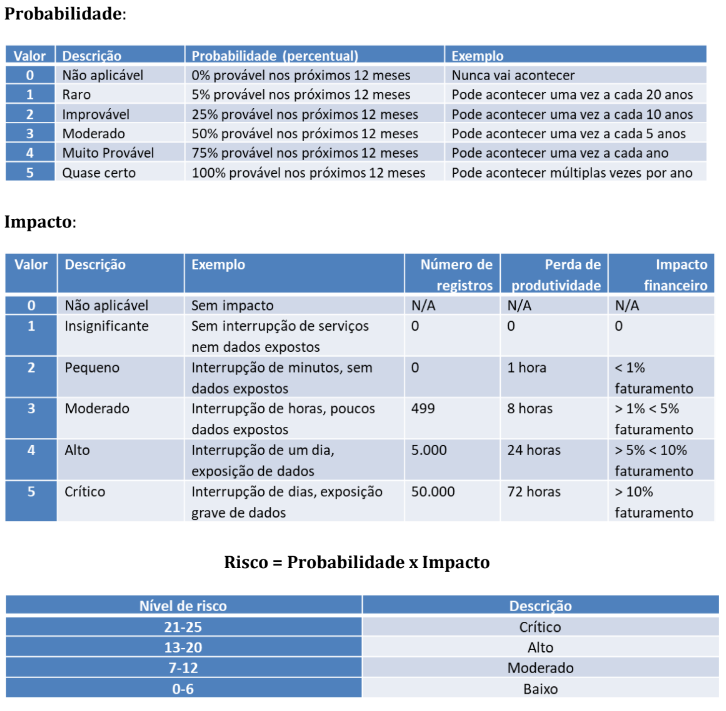 Probabilidade:
Valor Descrição Probabilidade (percentual) Exemplo
0 Não aplicável 0% provável nos próximos 12 meses Nunca vai acontecer
1 Raro 5% provável nos próximos 12 meses Pode acontecer uma vez a cada 20 anos
2 Improvável 25% provável nos próximos 12 meses Pode acontecer uma vez a cada 10 anos
3 Moderado 50% provável nos próximos 12 meses Pode acontecer uma vez a cada 5 anos
4 Muito Provável 75% provável nos próximos 12 meses Pode acontecer uma vez a cada ano
5 Quase certo 100% provável nos próximos 12 meses Pode acontecer múltiplas vezes por ano
Impacto:
Valor Descrição Exemplo Número de Perda de Impacto
registros produtividade financeiro
0 Não aplicável Sem impacto N/A N/A N/A
1 Insignificante Sem interrupção de serviços 0 0 0
nem dados expostos
2 Pequeno Interrupção de minutos, sem 0 1 hora < 1%
dados expostos faturamento
3 Moderado Interrupção de horas, poucos 499 8 horas > 1% < 5%
dados expostos faturamento
4 Alto Interrupção de um dia, 5.000 24 horas > 5% < 10%
exposição de dados faturamento
5 Crítico Interrupção de dias, exposição 50.000 72 horas > 10%
grave de dados faturamento
Risco = Probabilidade x Impacto
Nível de risco Descrição
21-25 Crítico
13-20 Alto
7-12 Moderado
0-6 Baixo